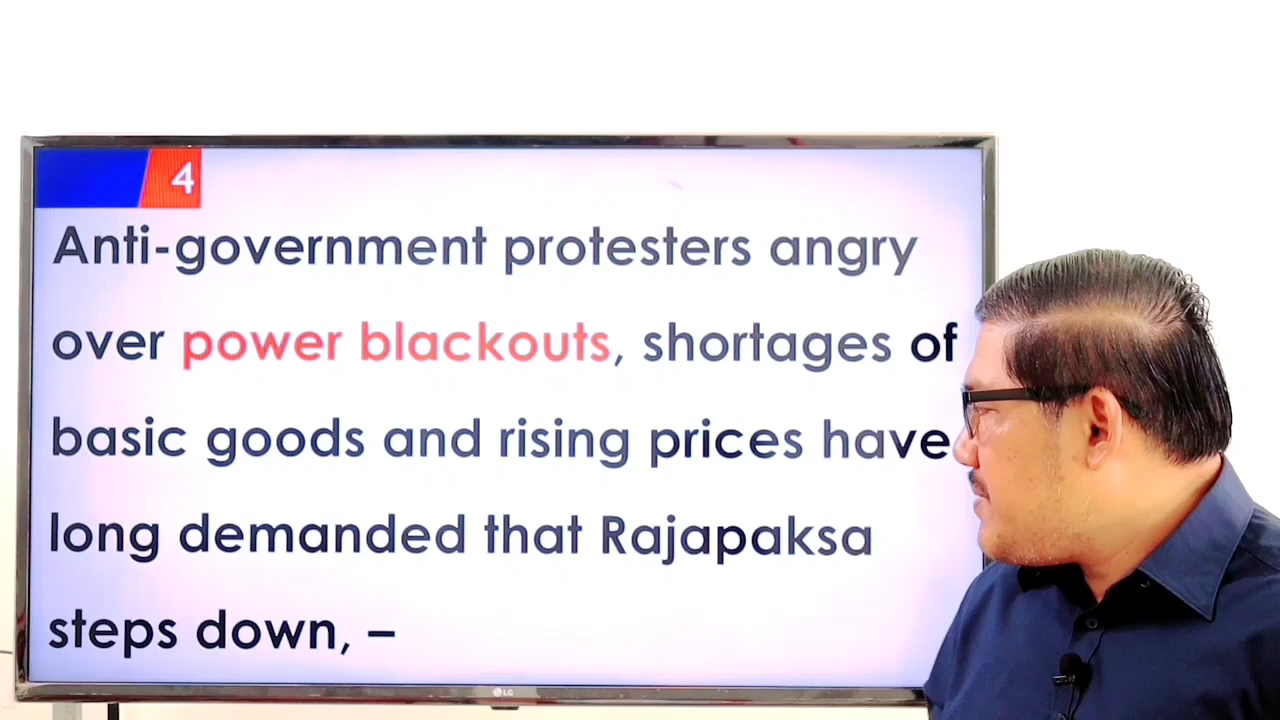 4
Anti-government protesters angry
over power blackouts, shortages of
basic goods and rising prices have
long demanded that Rajapaksa
steps down, –
LG